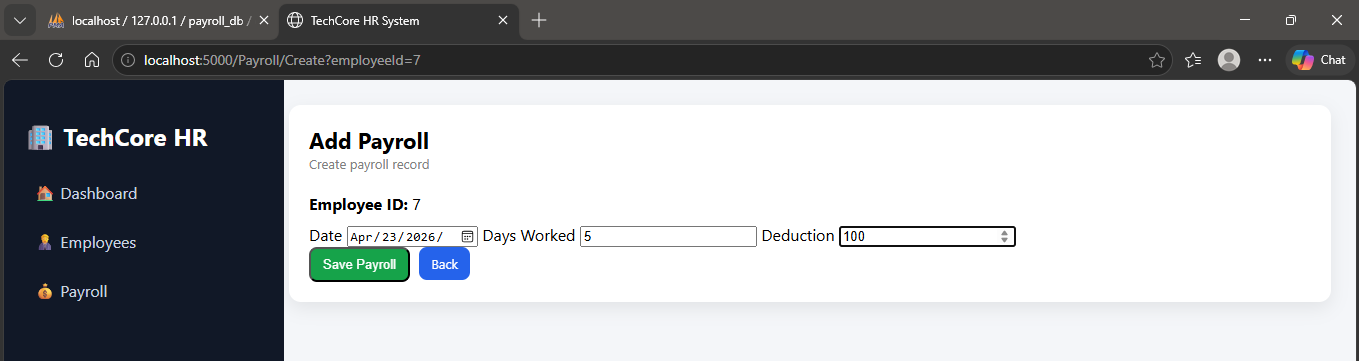 localhost / 127.0.0.1 / payroll_db /
TechCore HR System
localhost:5000/Payroll/Create?employeeId=7
Chat
TechCore HR
Dashboard
Employees
Payroll
Add Payroll
Create payroll record
Employee ID: 7
Date Apr/23/2026/ Days Worked 5 Deduction 100
Save Payroll Back